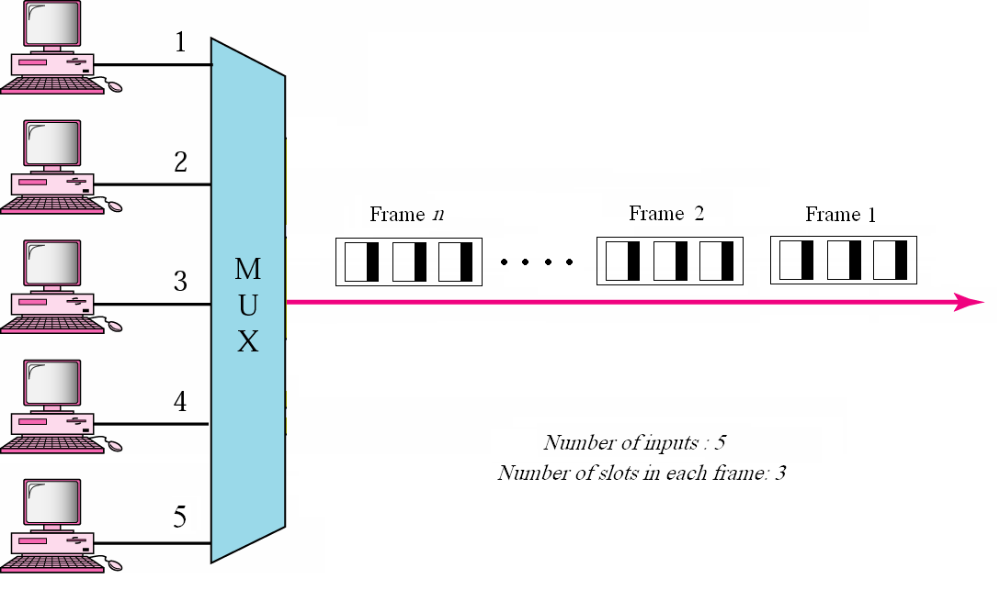 1
2
3
4
5
M
U
X
Frame n
Frame 2
Frame 1
Number of inputs : 5
Number of slots in each frame: 3